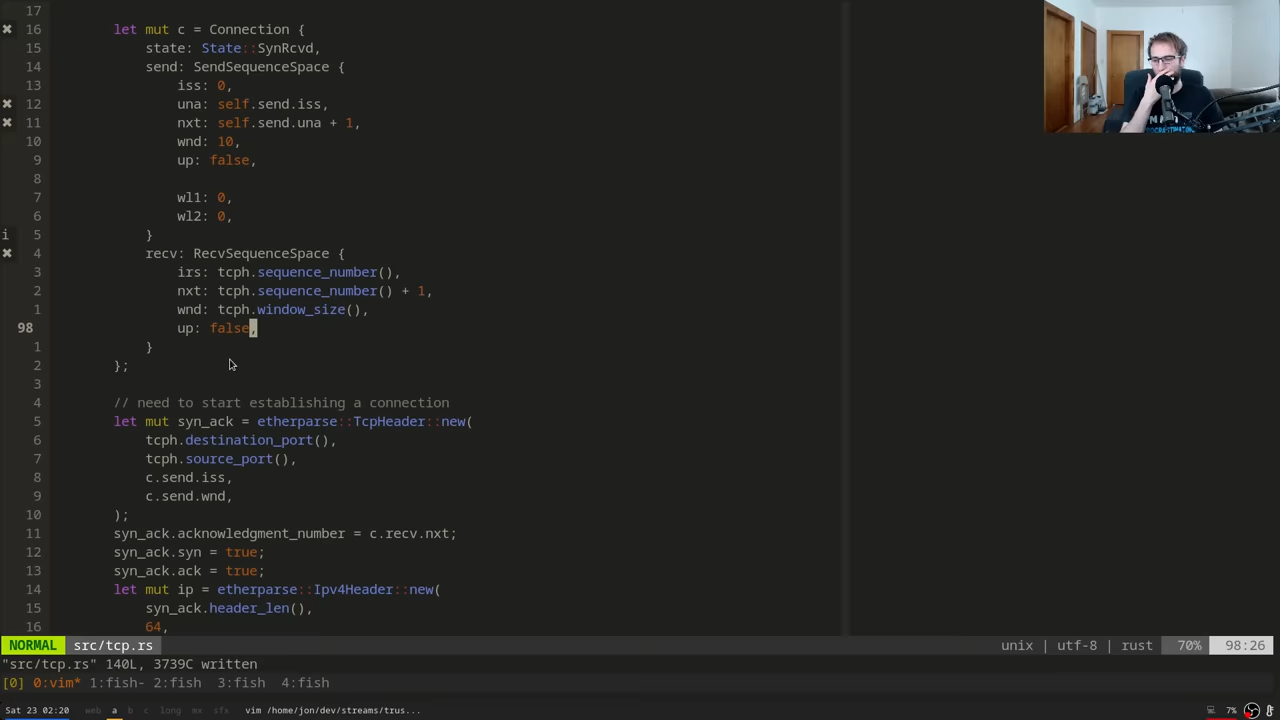 17
✖ 16 let mut c = Connection {
15 state: State::SynRcvd,
14 send: SendSequenceSpace {
13 iss: 0,
✖ 12 una: self.send.iss,
✖ 11 nxt: self.send.una + 1,
10 wnd: 10,
9 up: false,
8
7 wl1: 0,
6 wl2: 0,
i 5 }
✖ 4 recv: RecvSequenceSpace {
3 irs: tcph.sequence_number(),
2 nxt: tcph.sequence_number() + 1,
1 wnd: tcph.window_size(),
98 up: false,
1 }
2 };
3
4 // need to start establishing a connection
5 let mut syn_ack = etherparse::TcpHeader::new(
6 tcph.destination_port(),
7 tcph.source_port(),
8 c.send.iss,
9 c.send.wnd,
10 );
11 syn_ack.acknowledgment_number = c.recv.nxt;
12 syn_ack.syn = true;
13 syn_ack.ack = true;
14 let mut ip = etherparse::Ipv4Header::new(
15 syn_ack.header_len(),
16 64,
NORMAL src/tcp.rs unix | utf-8 | rust 70% 98:26
"src/tcp.rs" 140L, 3739C written
[0] 0:vim* 1:fish- 2:fish 3:fish 4:fish
Sat 23 02:20 web a b c long mx sfx vim /home/jon/dev/streams/trus... 7%